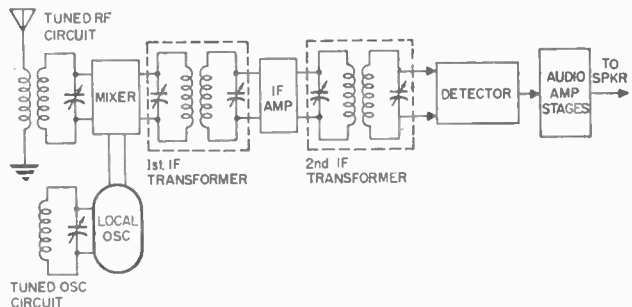 TUNED RF
CIRCUIT
MIXER
1st. IF
TRANSFORMER
IF
AMP
2nd IF
TRANSFORMER
DETECTOR
AUDIO
AMP
STAGES
TO
SPKR
LOCAL
OSC
TUNED OSC
CIRCUIT